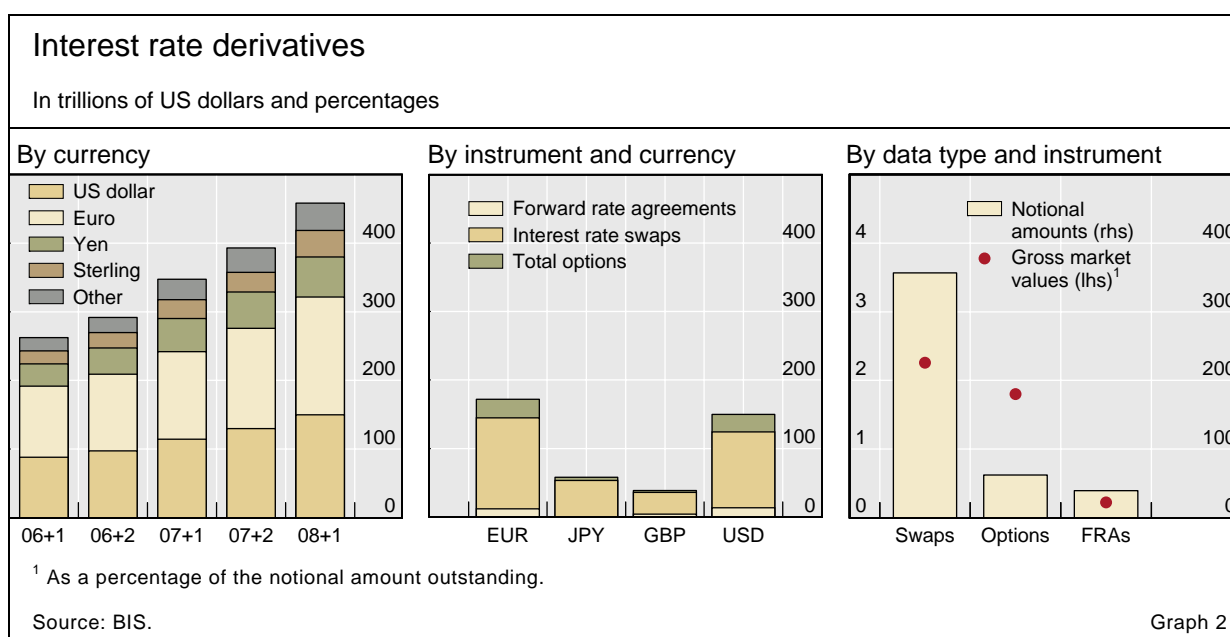 Interest rate derivatives
In trillions of US dollars and percentages
By currency
US dollar
Euro
Yen
Sterling
Other
400
300
200
100
0
06+1 06+2 07+1 07+2 08+1
By instrument and currency
Forward rate agreements
Interest rate swaps
Total options
400
300
200
100
0
EUR JPY GBP USD
By data type and instrument
Notional
amounts (rhs)
Gross market
values (lhs)1
4 400
3 300
2 200
1 100
0 0
Swaps Options FRAs
1 As a percentage of the notional amount outstanding.
Source: BIS. Graph 2